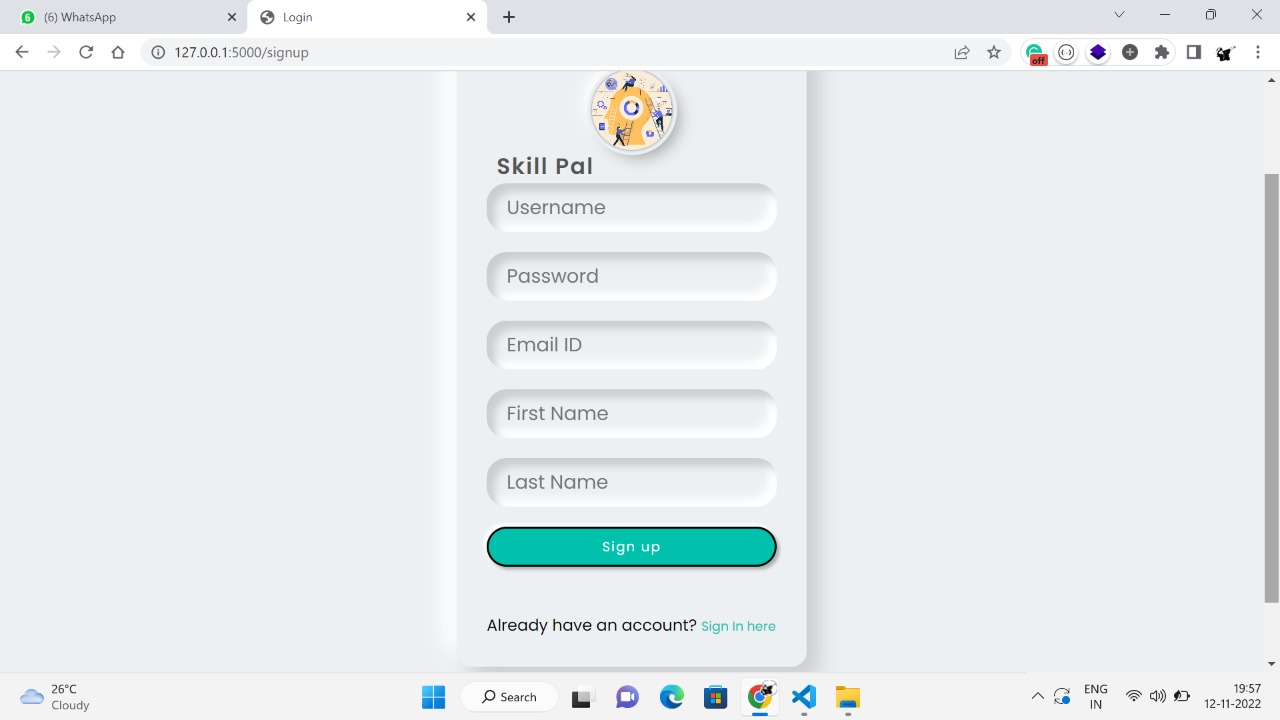 (6) WhatsApp
Login
127.0.0.1:5000/signup
off
Skill Pal
Username
Password
Email ID
First Name
Last Name
Sign up
Already have an account? Sign In here
26°C
Cloudy
Search
ENG
IN
19:57
12-11-2022